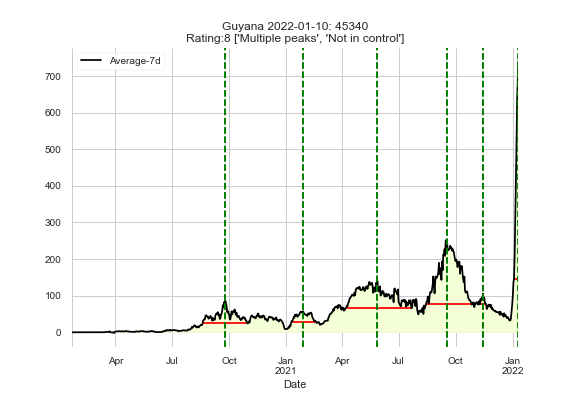 Guyana 2022-01-10: 45340
Rating:8 ['Multiple peaks', 'Not in control']
Average-7d
700
600
500
400
300
200
100
0
Apr
Jul
Oct
Jan
2021
Apr
Jul
Oct
Jan
2022
Date